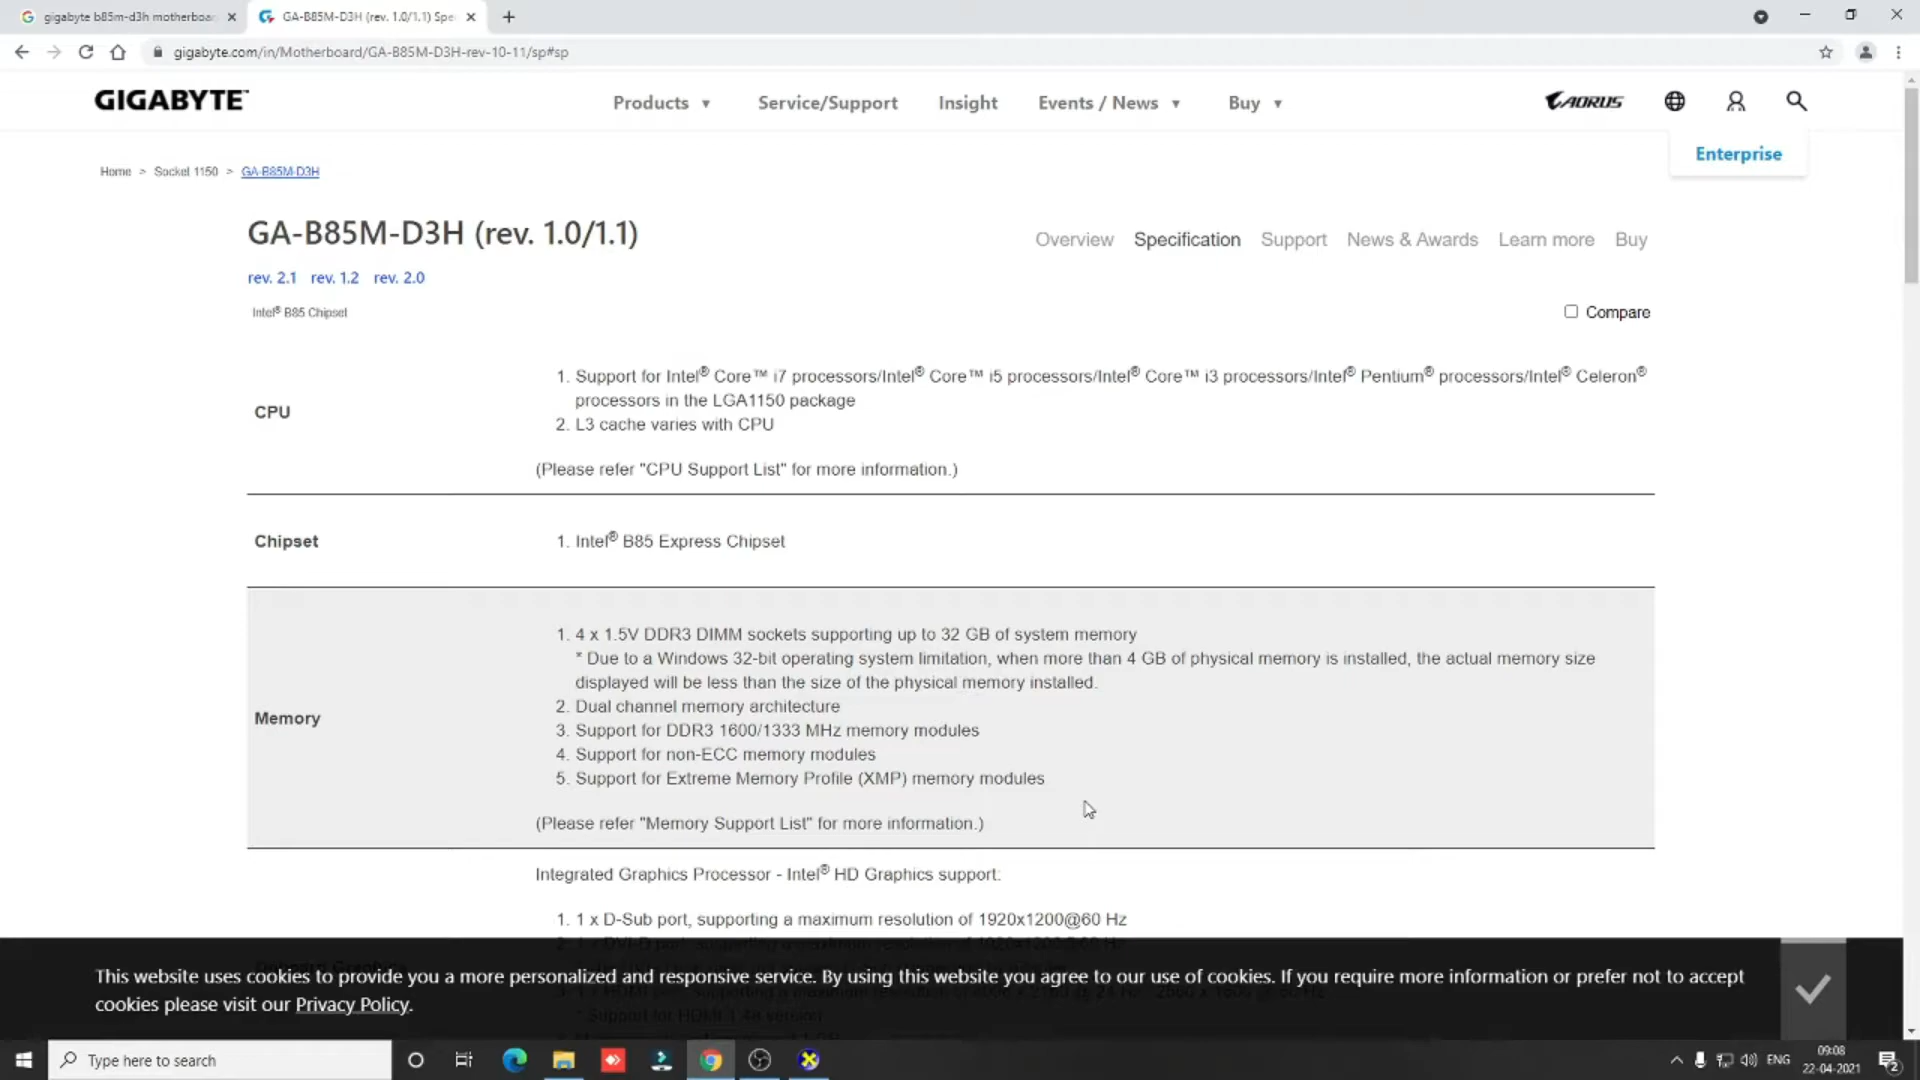 gigabyte b85m-d3h motherboar
GA-B85M-D3H (rev. 1.0/1.1) Spe
gigabyte.com/in/Motherboard/GA-B85M-D3H-rev-10-11/sp#sp
GIGABYTE™
Products ▼
Service/Support
Insight
Events / News ▼
Buy ▼
AORUS
Enterprise
Home > Socket 1150 > GA-B85M-D3H
GA-B85M-D3H (rev. 1.0/1.1)
Overview Specification Support News & Awards Learn more Buy
rev. 2.1 rev. 1.2 rev. 2.0
Intel® B85 Chipset
Compare
CPU
1. Support for Intel® Core™ i7 processors/Intel® Core™ i5 processors/Intel® Core™ i3 processors/Intel® Pentium® processors/Intel® Celeron®
processors in the LGA1150 package
2. L3 cache varies with CPU
(Please refer "CPU Support List" for more information.)
Chipset
1. Intel® B85 Express Chipset
Memory
1. 4 x 1.5V DDR3 DIMM sockets supporting up to 32 GB of system memory
* Due to a Windows 32-bit operating system limitation, when more than 4 GB of physical memory is installed, the actual memory size
displayed will be less than the size of the physical memory installed.
2. Dual channel memory architecture
3. Support for DDR3 1600/1333 MHz memory modules
4. Support for non-ECC memory modules
5. Support for Extreme Memory Profile (XMP) memory modules
(Please refer "Memory Support List" for more information.)
Integrated Graphics Processor - Intel® HD Graphics support:
1. 1 x D-Sub port, supporting a maximum resolution of 1920x1200@60 Hz
This website uses cookies to provide you a more personalized and responsive service. By using this website you agree to our use of cookies. If you require more information or prefer not to accept
cookies please visit our Privacy Policy.
Type here to search
ENG
09:08
22-04-2021
2